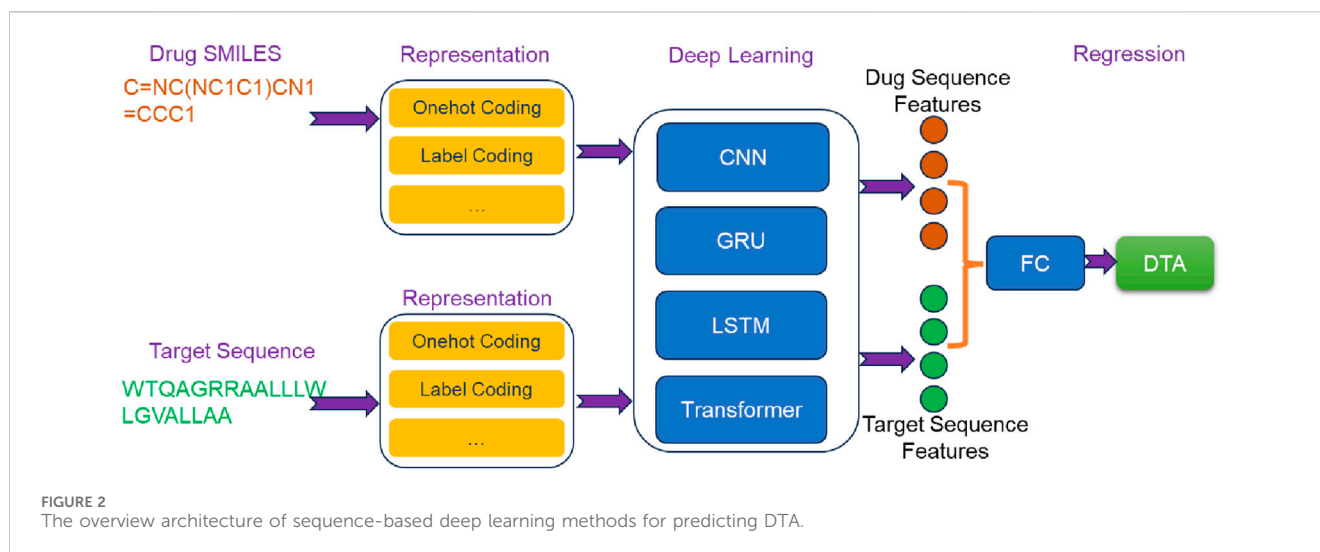 Drug SMILES
C=NC(NC1C1)CN1
=CCC1
Representation
Onehot Coding
Label Coding
...
Target Sequence
WTQAGRRAALLLW
LGVALLAA
Representation
Onehot Coding
Label Coding
...
Deep Learning
CNN
GRU
LSTM
Transformer
Dug Sequence
Features
Target Sequence
Features
Regression
FC
DTA
FIGURE 2
The overview architecture of sequence-based deep learning methods for predicting DTA.